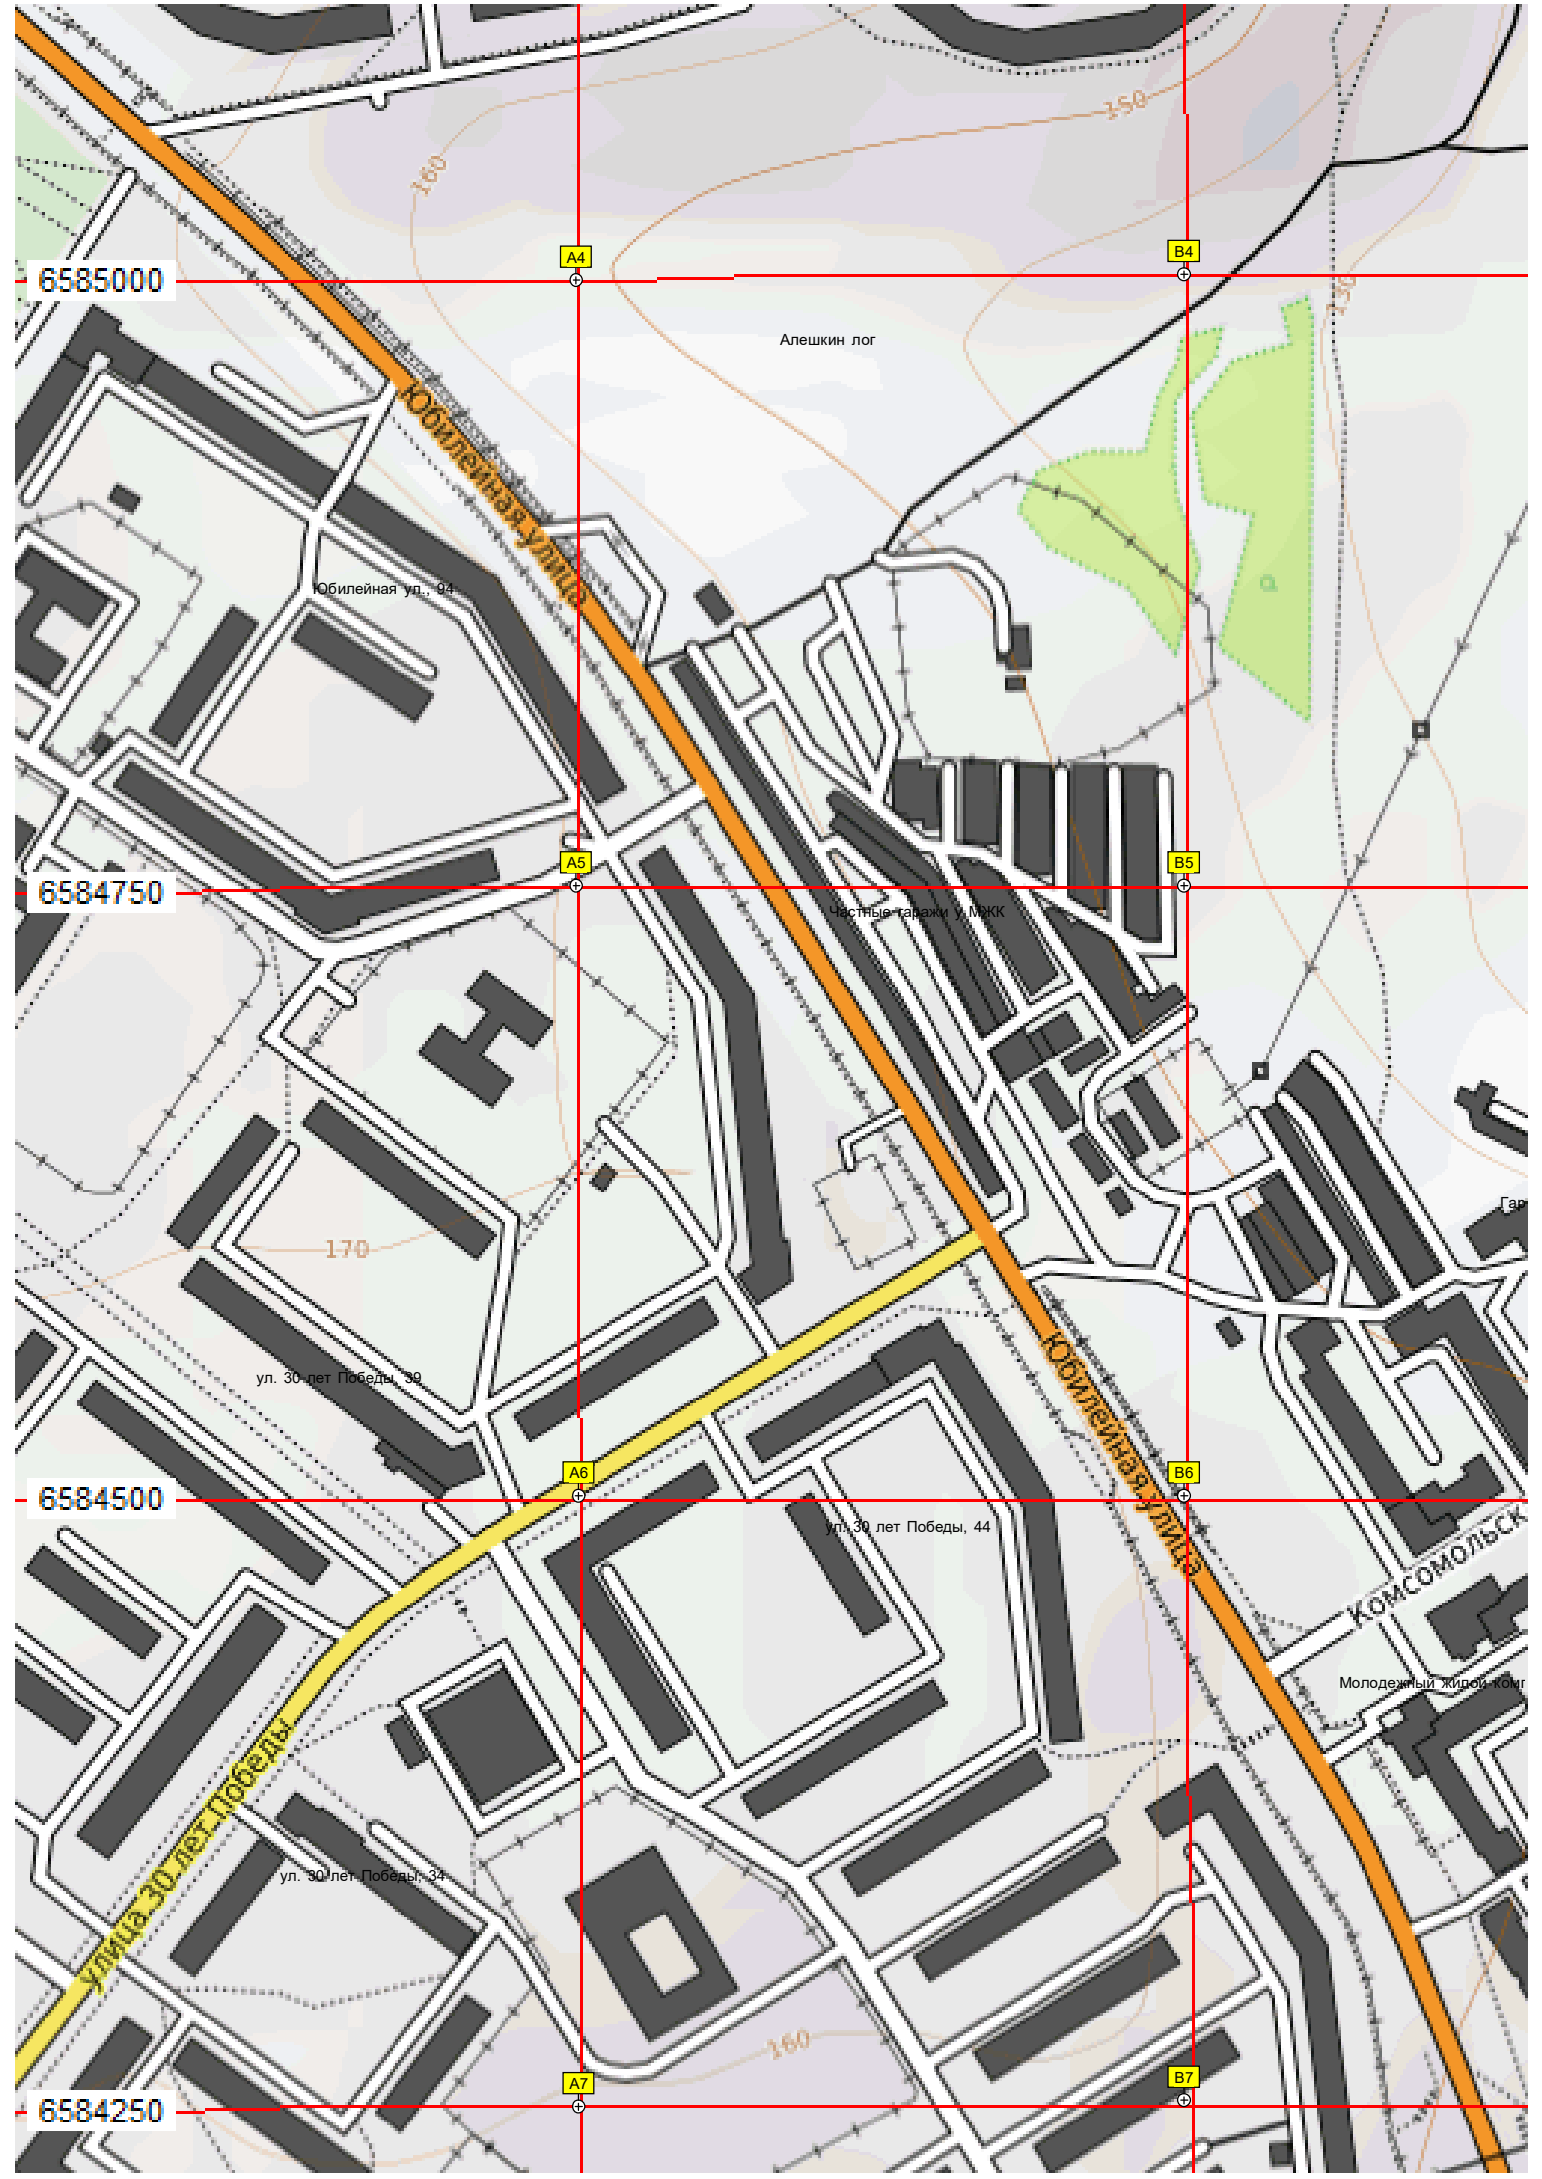 150
160
A4
B4
6585000
130
Алешкин лог
Юбилейная улица
Юбилейная ул., 94
A5
B5
6584750
Частные гаражи у МЖК
Гар
170
ул. 30 лет Победы, 39
Юбилейная улица
A6
B6
6584500
ул. 30 лет Победы, 44
Комсомольск
Молодежный жилой комп
улица 30 лет Победы
ул. 30 лет Победы, 34
160
A7
B7
6584250